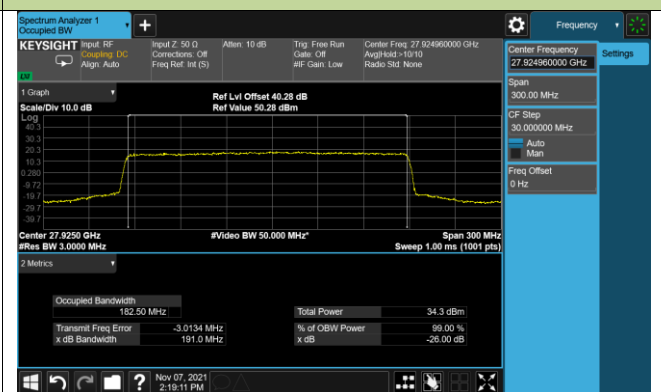 Spectrum Analyzer 1
Occupied BW
+
Frequency
KEYSIGHT
Input: RF
Coupling: DC
Align: Auto
Input Z: 50 Ω
Corrections: Off
Freq Ref: Int (S)
Atten: 10 dB
Trig: Free Run
Gate: Off
#IF Gain: Low
Center Freq: 27.924960000 GHz
Avg|Hold:>10/10
Radio Std: None
Center Frequency
27.924960000 GHz
Settings
Span
300.00 MHz
CF Step
30.000000 MHz
Auto
Man
Freq Offset
0 Hz
1 Graph
Scale/Div 10.0 dB
Ref Lvl Offset 40.28 dB
Ref Value 50.28 dBm
Log
40.3
30.3
20.3
10.3
0.280
-9.72
-19.7
-29.7
-39.7
Center 27.9250 GHz
#Video BW 50.000 MHz*
Span 300 MHz
#Res BW 3.0000 MHz
Sweep 1.00 ms (1001 pts)
2 Metrics
Occupied Bandwidth
182.50 MHz
Total Power
34.3 dBm
Transmit Freq Error
-3.0134 MHz
% of OBW Power
99.00 %
x dB Bandwidth
191.0 MHz
x dB
-26.00 dB
?
Nov 07, 2021
2:19:11 PM